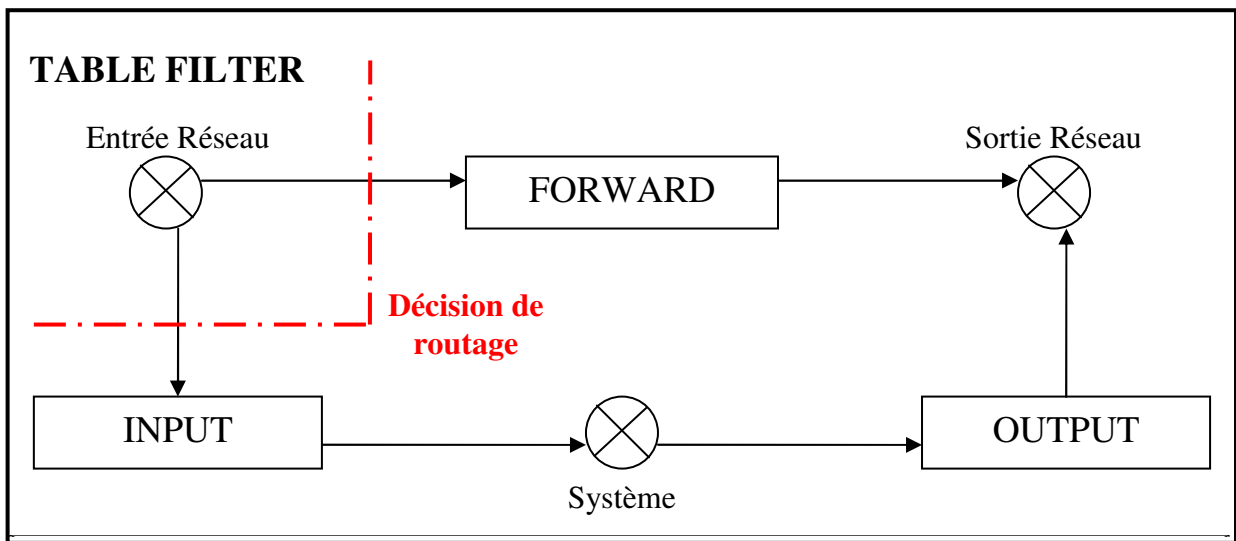 TABLE FILTER
Entrée Réseau
Sortie Réseau
FORWARD
Décision de
routage
INPUT
OUTPUT
Système